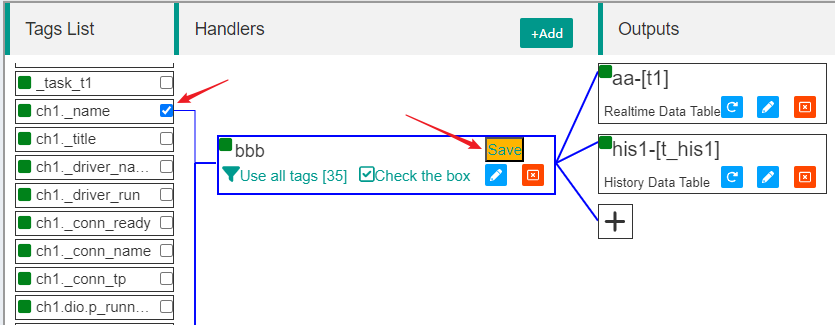 Tags List
Handlers
+Add
Outputs
_task_t1
ch1._name
ch1._title
ch1._driver_na...
ch1._driver_run
ch1._conn_ready
ch1._conn_name
ch1._conn_tp
ch1.dio.p_runn...
bbb
Save
Use all tags [35]
Check the box
aa-[t1]
Realtime Data Table
his1-[t_his1]
History Data Table